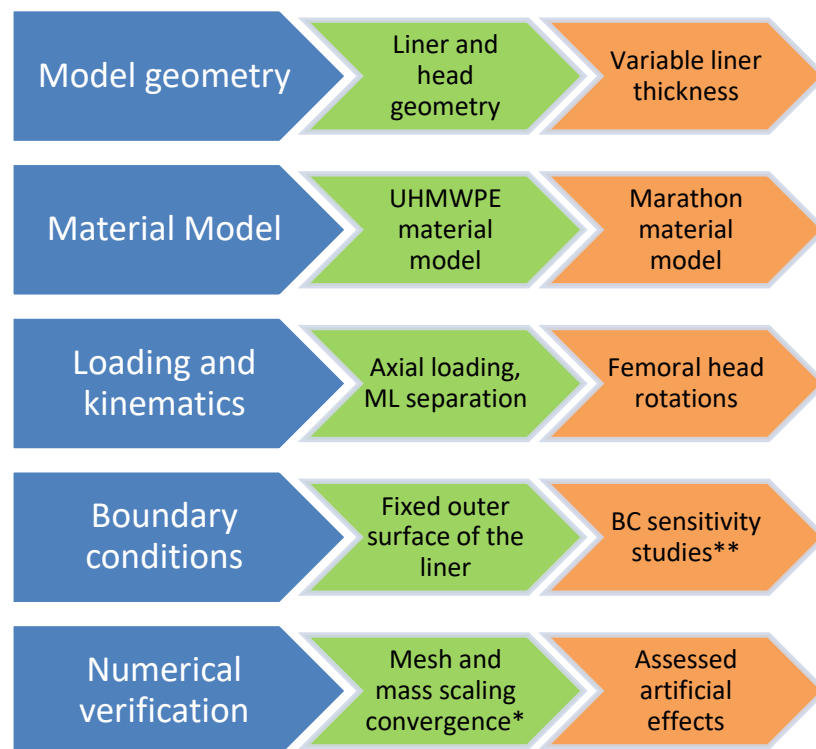 Model geometry
Liner and
head
geometry
Variable liner
thickness
Material Model
UHMWPE
material
model
Marathon
material
model
Loading and
kinematics
Axial loading,
ML separation
Femoral head
rotations
Boundary
conditions
Fixed outer
surface of the
liner
BC sensitivity
studies**
Numerical
verification
Mesh and
mass scaling
convergence*
Assessed
artificial
effects